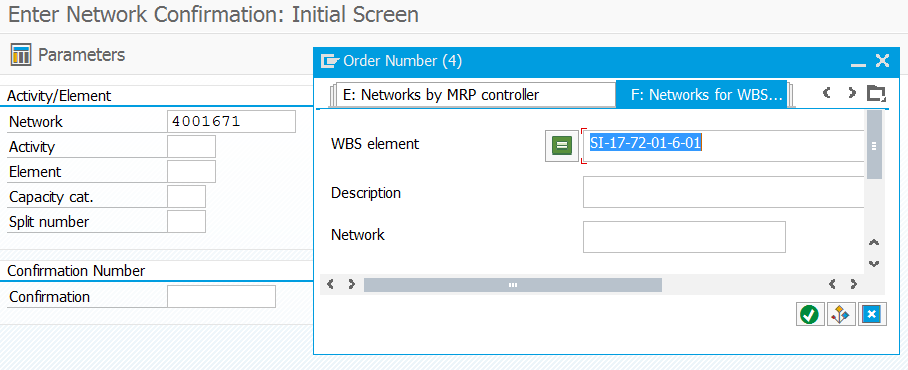 Enter Network Confirmation: Initial Screen
Parameters
Activity/Element
Network 4001671
Activity
Element
Capacity cat.
Split number
Confirmation Number
Confirmation
Order Number (4)
E: Networks by MRP controller F: Networks for WBS...
WBS element SI-17-72-01-6-01
Description
Network